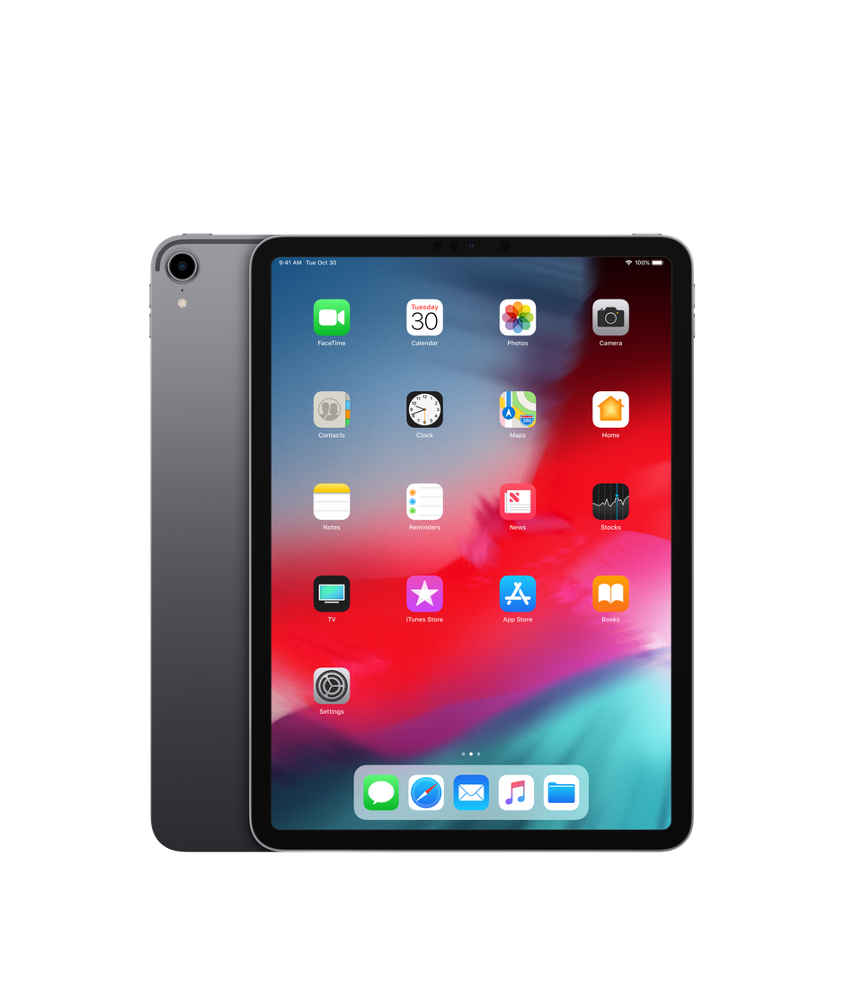 9:41 AM Tue Oct 30 100%
Tuesday
30
FaceTime Calendar Photos Camera
280
Contacts Clock Maps Home
Notes Reminders News Stocks
TV iTunes Store App Store Books
Settings